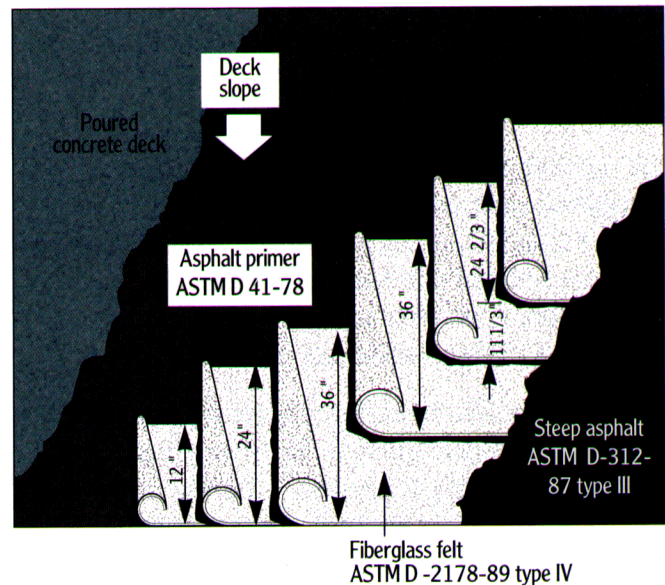 Deck
slope
Poured
concrete deck
Asphalt primer
ASTM D 41-78
12 "
24"
36 "
36 "
24 2/3 "
11 1/3"
Steep asphalt
ASTM D-312-
87 type III
Fiberglass felt
ASTM D -2178-89 type IV